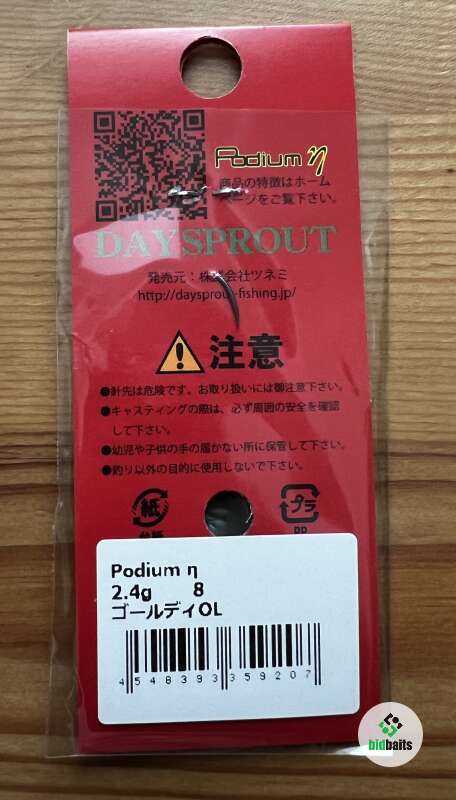 Podium η
商品の特徴はホーム
ページをご覧下さい。
DAYSPROUT
発売元：株式会社ツネミ
http://daysprout-fishing.jp/
注意
●針先は危険です。お取り扱いには御注意下さい。
●キャスティングの際は、必ず周囲の安全を確認
して下さい。
●幼児や子供の手の届かない所に保管して下さい。
●釣り以外の目的に使用しないで下さい。
紙 プラ
台紙 PP
Podium η
2.4g 8
ゴールディOL
4548393359207
bidbaits